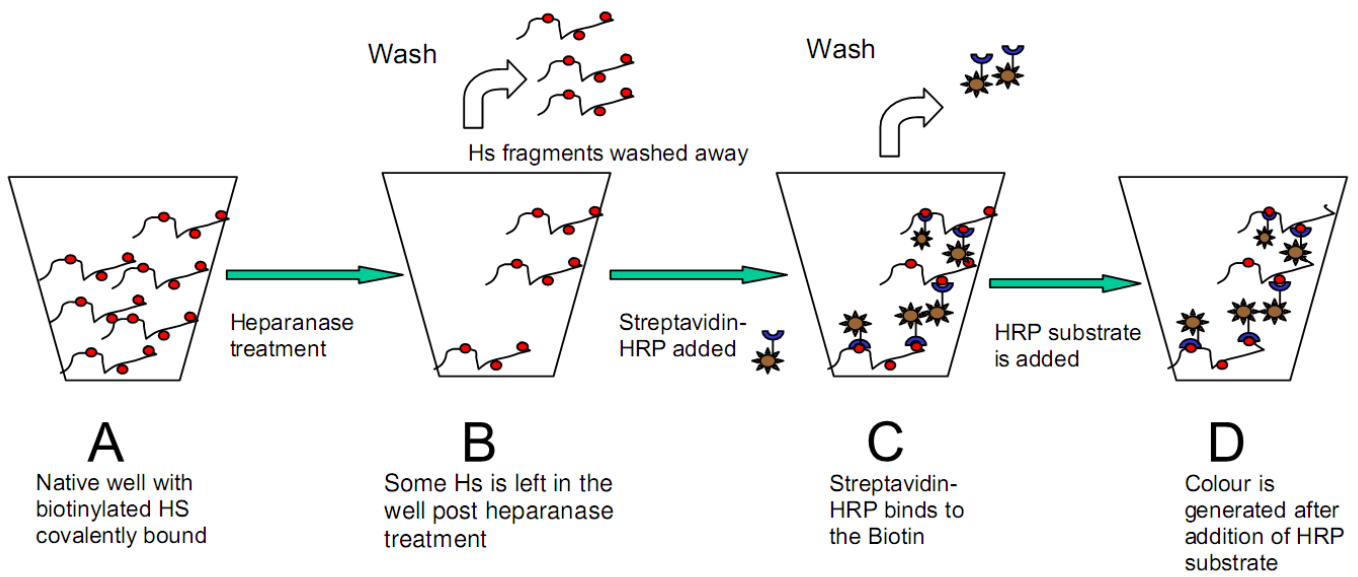 Wash
Hs fragments washed away
Wash
Heparanase
treatment
Streptavidin-
HRP added
HRP substrate
is added
A
Native well with
biotinylated HS
covalently bound
B
Some Hs is left in the
well post heparanase
treatment
C
Streptavidin-
HRP binds to
the Biotin
D
Colour is
generated after
addition of HRP
substrate